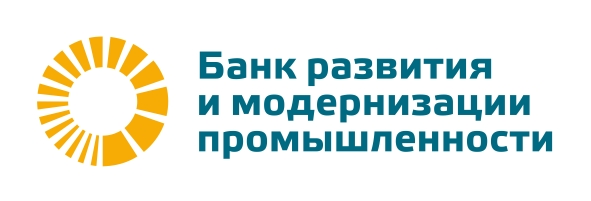 Банк развития
и модернизации
промышленности